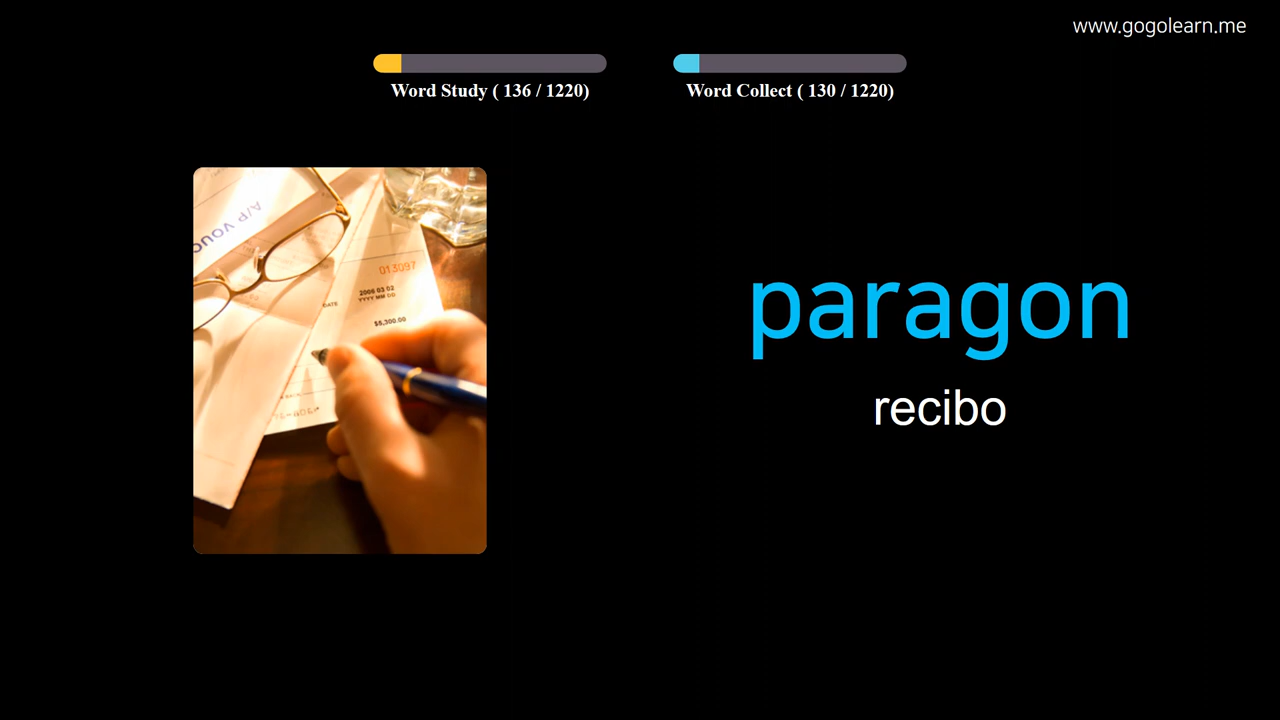 www.gogolearn.me
Word Study ( 136 / 1220)
Word Collect ( 130 / 1220)
A/P VOUC
013097
2006 03 02
YYYY MM DD
DATE
$5,300.00
paragon
recibo